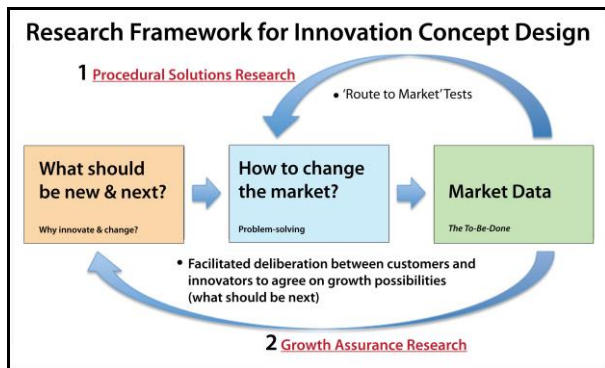 Research Framework for Innovation Concept Design
1 Procedural Solutions Research
• ‘Route to Market’ Tests
What should
be new & next?
Why innovate & change?
How to change
the market?
Problem-solving
Market Data
The To-Be-Done
• Facilitated deliberation between customers and
innovators to agree on growth possibilities
(what should be next)
2 Growth Assurance Research